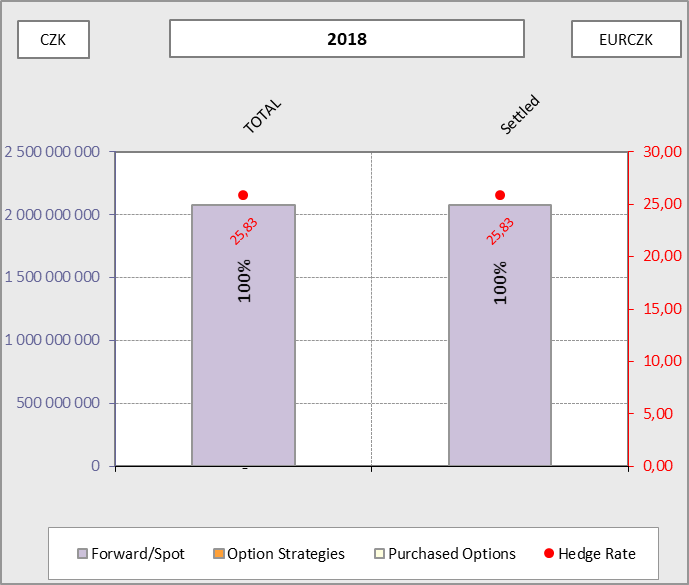 CZK
2018
EURCZK
TOTAL
Settled
2 500 000 000
2 000 000 000
1 500 000 000
1 000 000 000
500 000 000
0
30,00
25,00
20,00
15,00
10,00
5,00
0,00
25,83
100%
25,83
100%
Forward/Spot Option Strategies Purchased Options Hedge Rate